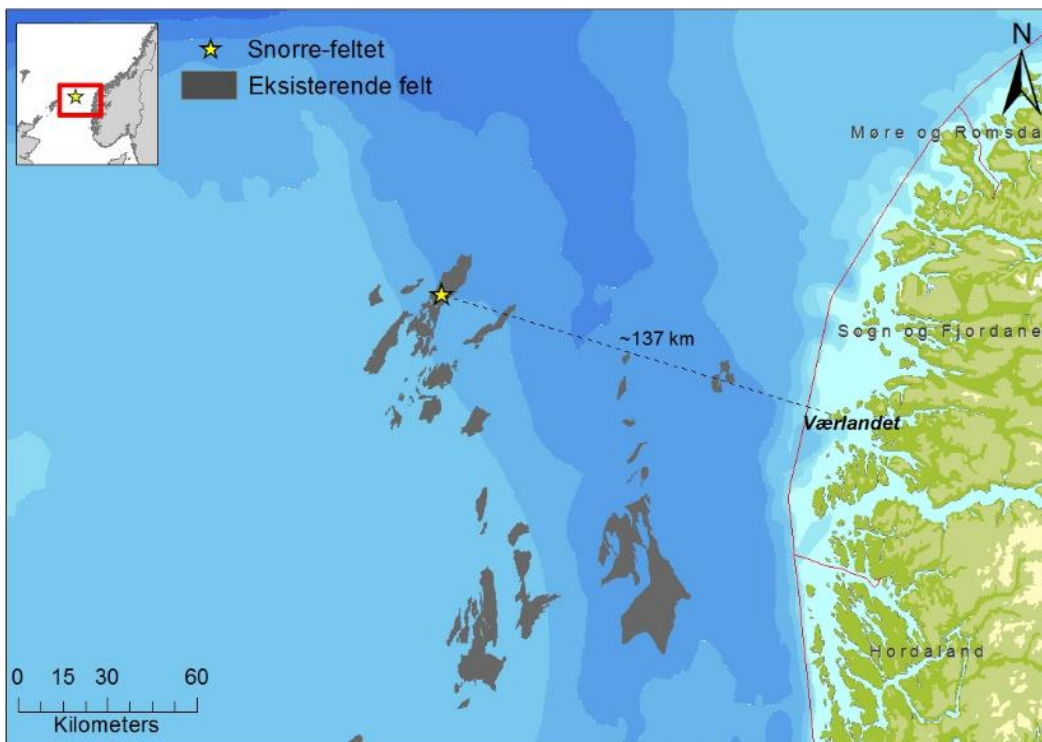 Snorre-feltet
Eksisterende felt
N
Møre og Romsda
Sogn og Fjordane
~137 km
Værlandet
Hordaland
0 15 30 60
Kilometers